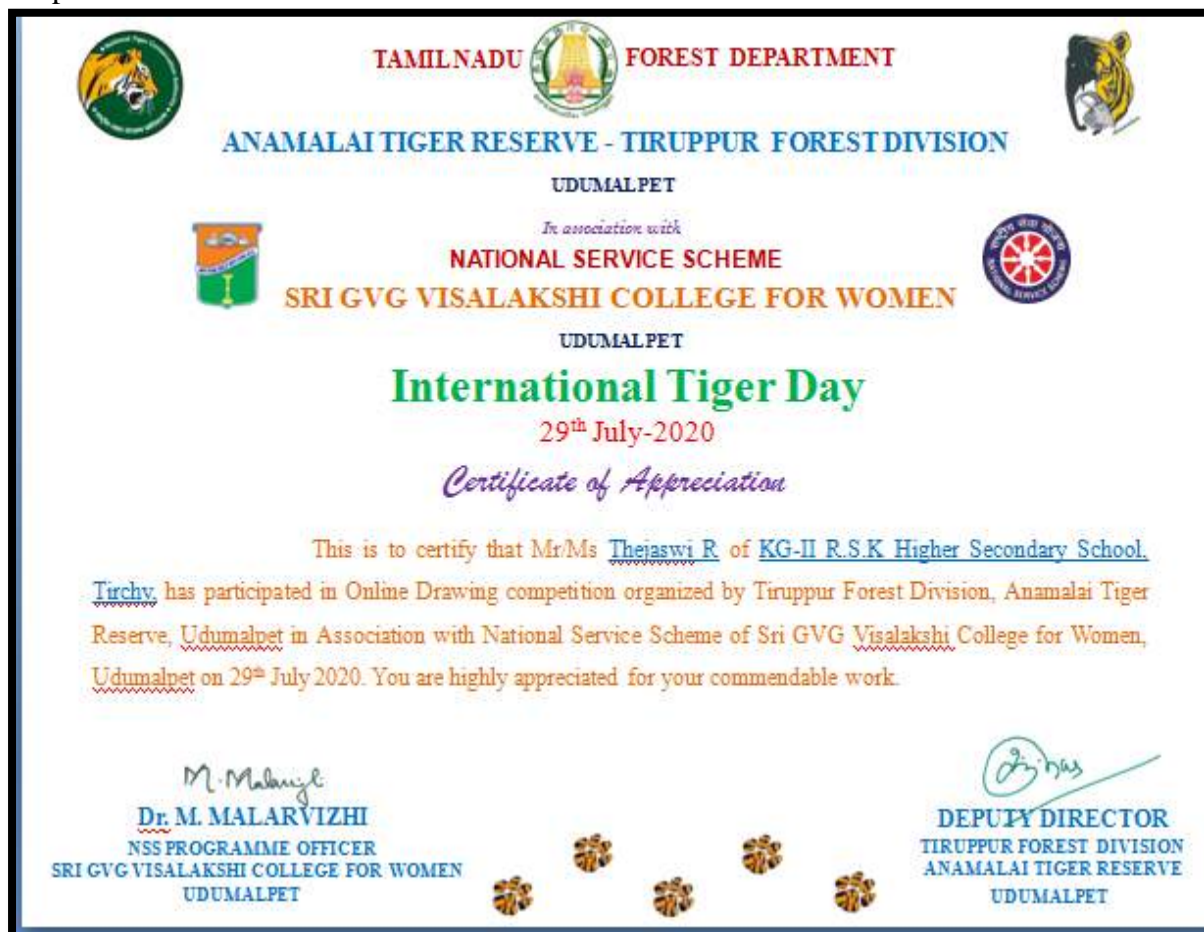 TAMILNADU FOREST DEPARTMENT
ANAMALAI TIGER RESERVE - TIRUPPUR FOREST DIVISION
UDUMALPET
In association with
NATIONAL SERVICE SCHEME
SRI GVG VISALAKSHI COLLEGE FOR WOMEN
UDUMALPET
International Tiger Day
29th July-2020
Certificate of Appreciation
This is to certify that Mr/Ms Thejaswi R of KG-II R.S.K Higher Secondary School,
Tirchy, has participated in Online Drawing competition organized by Tiruppur Forest Division, Anamalai Tiger
Reserve, Udumalpet in Association with National Service Scheme of Sri GVG Visalakshi College for Women,
Udumalpet on 29th July 2020. You are highly appreciated for your commendable work.
Dr. M. MALARVIZHI
NSS PROGRAMME OFFICER
SRI GVG VISALAKSHI COLLEGE FOR WOMEN
UDUMALPET
DEPUTY DIRECTOR
TIRUPPUR FOREST DIVISION
ANAMALAI TIGER RESERVE
UDUMALPET